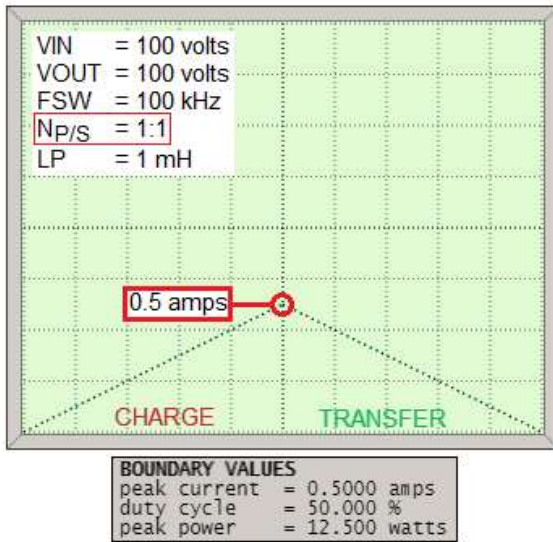 VIN = 100 volts
VOUT = 100 volts
FSW = 100 kHz
NP/S = 1:1
LP = 1 mH
0.5 amps
CHARGE TRANSFER
BOUNDARY VALUES
peak current = 0.5000 amps
duty cycle = 50.000 %
peak power = 12.500 watts